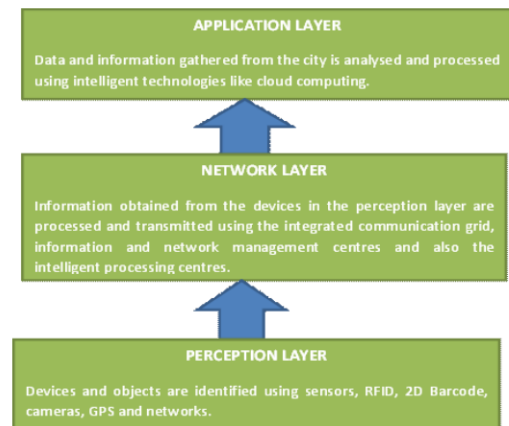 APPLICATION LAYER
Data and information gathered from the city is analysed and processed
using intelligent technologies like cloud computing.
NETWORK LAYER
Information obtained from the devices in the perception layer are
processed and transmitted using the integrated communication grid,
information and network management centres and also the
intelligent processing centres.
PERCEPTION LAYER
Devices and objects are identified using sensors, RFID, 2D Barcode,
cameras, GPS and networks.